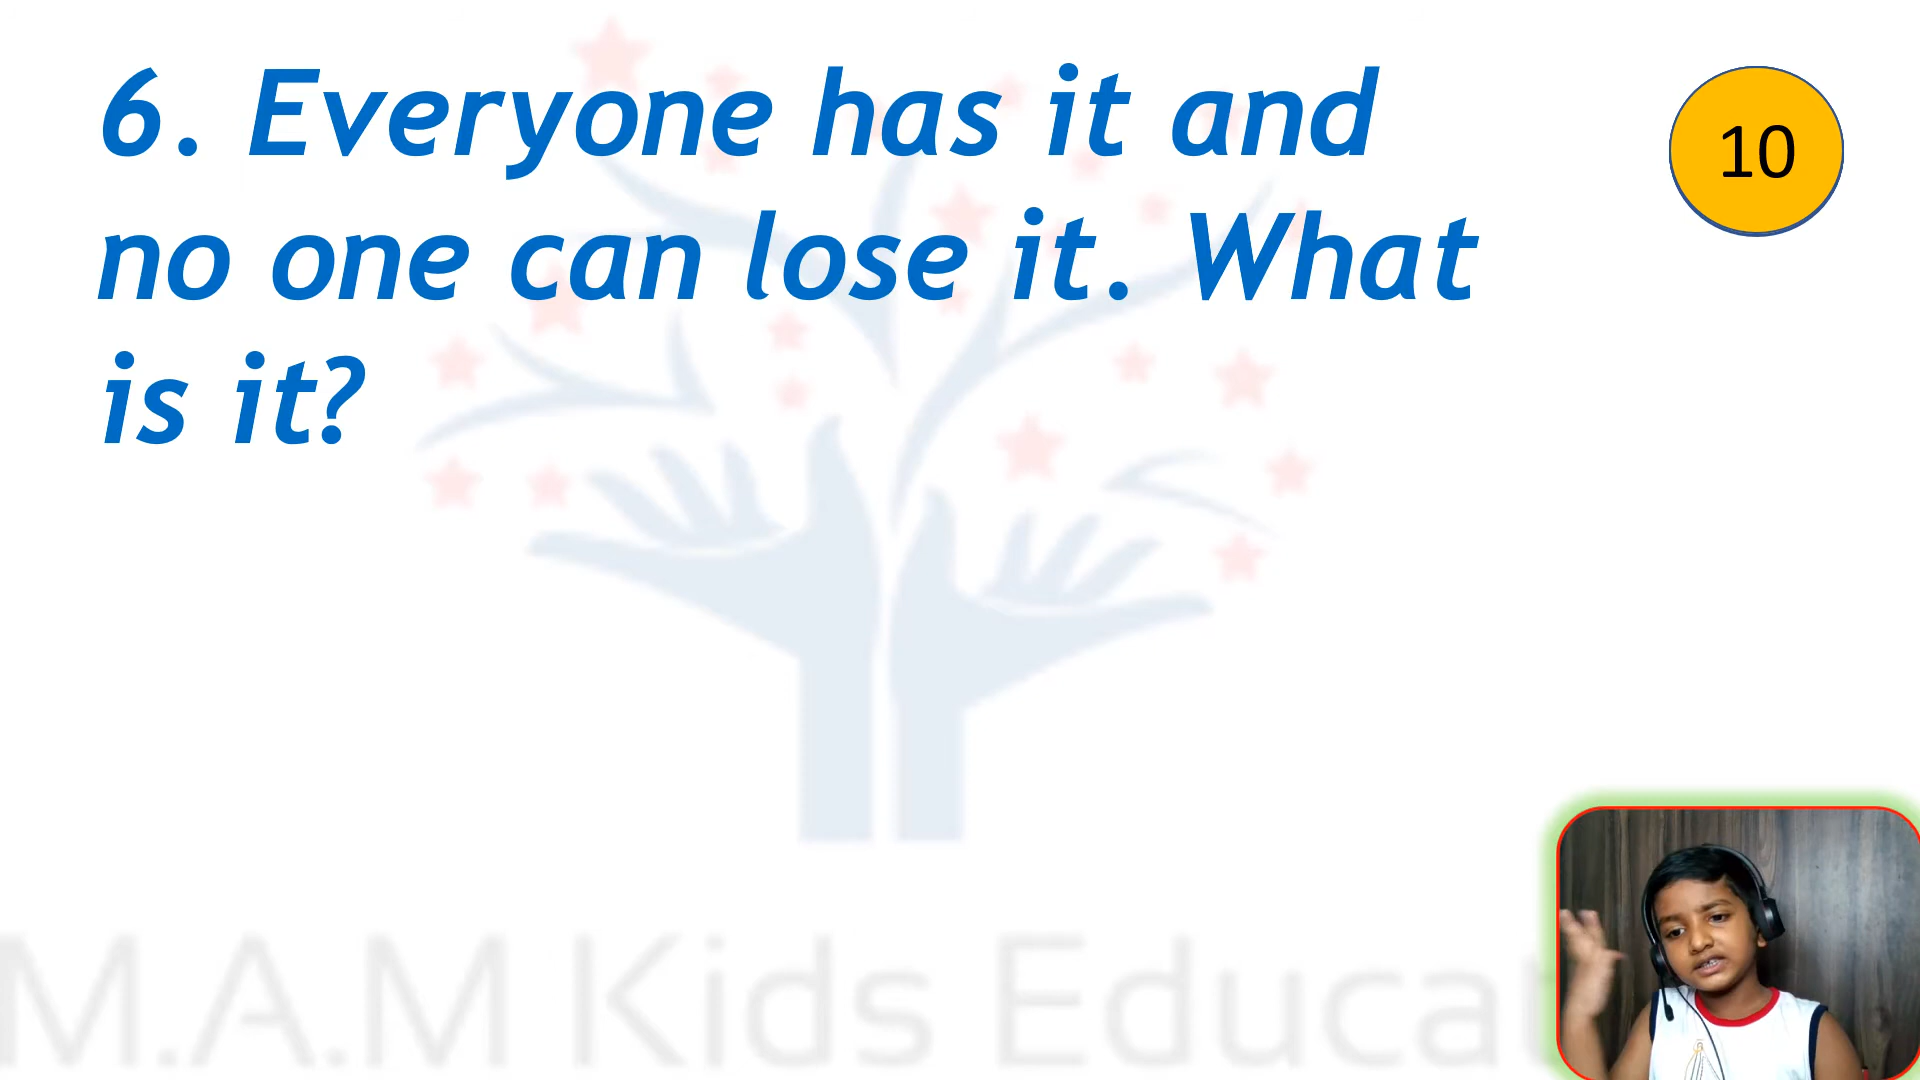 6. Everyone has it and
10
no one can lose it. What
is it?
M.A.M Kids Educat